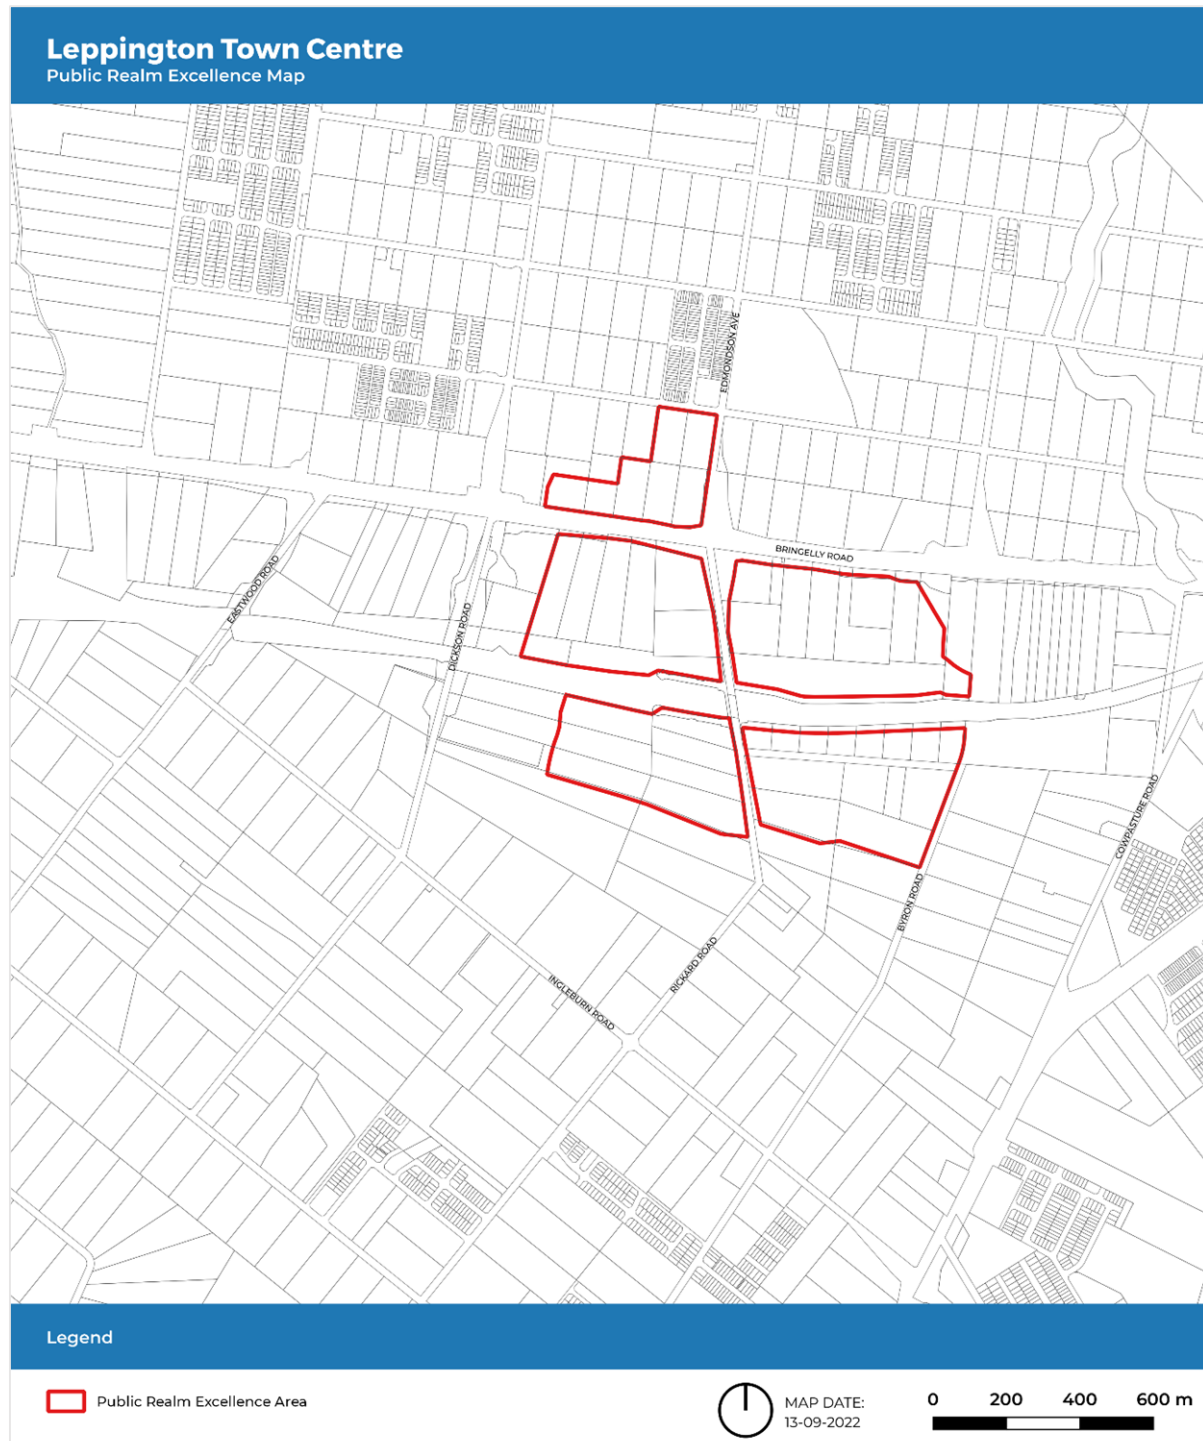 Leppington Town Centre
Public Realm Excellence Map
EDMONDSON AVE
BRINGELLY ROAD
EASTWOOD ROAD
DICKSON ROAD
COWPASTURE ROAD
BYRON ROAD
RICKARD ROAD
INGLEBURN ROAD
Legend
Public Realm Excellence Area
MAP DATE:
13-09-2022
0 200 400 600 m